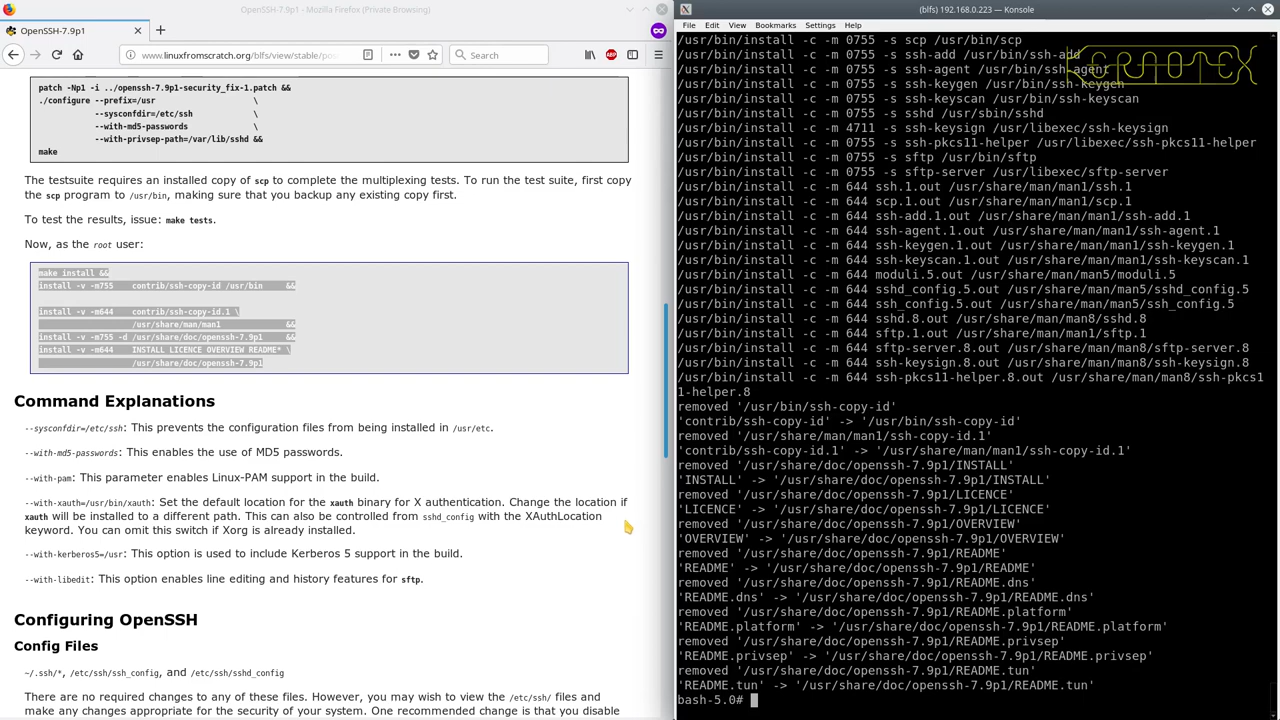 OpenSSH-7.9p1 - Mozilla Firefox (Private Browsing)
OpenSSH-7.9p1
www.linuxfromscratch.org/blfs/view/stable/pos
Search
patch -Np1 -i ../openssh-7.9p1-security_fix-1.patch &&
./configure --prefix=/usr \
--sysconfdir=/etc/ssh \
--with-md5-passwords \
--with-privsep-path=/var/lib/sshd &&
make
The testsuite requires an installed copy of scp to complete the multiplexing tests. To run the test suite, first copy
the scp program to /usr/bin, making sure that you backup any existing copy first.
To test the results, issue: make tests.
Now, as the root user:
make install &&
install -v -m755 contrib/ssh-copy-id /usr/bin &&
install -v -m644 contrib/ssh-copy-id.1 \
/usr/share/man/man1 &&
install -v -m755 -d /usr/share/doc/openssh-7.9p1 &&
install -v -m644 INSTALL LICENCE OVERVIEW README* \
/usr/share/doc/openssh-7.9p1
Command Explanations
--sysconfdir=/etc/ssh: This prevents the configuration files from being installed in /usr/etc.
--with-md5-passwords: This enables the use of MD5 passwords.
--with-pam: This parameter enables Linux-PAM support in the build.
--with-xauth=/usr/bin/xauth: Set the default location for the xauth binary for X authentication. Change the location if
xauth will be installed to a different path. This can also be controlled from sshd_config with the XAuthLocation
keyword. You can omit this switch if Xorg is already installed.
--with-kerberos5=/usr: This option is used to include Kerberos 5 support in the build.
--with-libedit: This option enables line editing and history features for sftp.
Configuring OpenSSH
Config Files
~/.ssh/*, /etc/ssh/ssh_config, and /etc/ssh/sshd_config
There are no required changes to any of these files. However, you may wish to view the /etc/ssh/ files and
make any changes appropriate for the security of your system. One recommended change is that you disable
(blfs) 192.168.0.223 — Konsole
File Edit View Bookmarks Settings Help
/usr/bin/install -c -m 0755 -s scp /usr/bin/scp
/usr/bin/install -c -m 0755 -s ssh-add /usr/bin/ssh-add
/usr/bin/install -c -m 0755 -s ssh-agent /usr/bin/ssh-agent
/usr/bin/install -c -m 0755 -s ssh-keygen /usr/bin/ssh-keygen
/usr/bin/install -c -m 0755 -s ssh-keyscan /usr/bin/ssh-keyscan
/usr/bin/install -c -m 0755 -s sshd /usr/sbin/sshd
/usr/bin/install -c -m 4711 -s ssh-keysign /usr/libexec/ssh-keysign
/usr/bin/install -c -m 0755 -s ssh-pkcs11-helper /usr/libexec/ssh-pkcs11-helper
/usr/bin/install -c -m 0755 -s sftp /usr/bin/sftp
/usr/bin/install -c -m 0755 -s sftp-server /usr/libexec/sftp-server
/usr/bin/install -c -m 644 ssh.1.out /usr/share/man/man1/ssh.1
/usr/bin/install -c -m 644 scp.1.out /usr/share/man/man1/scp.1
/usr/bin/install -c -m 644 ssh-add.1.out /usr/share/man/man1/ssh-add.1
/usr/bin/install -c -m 644 ssh-agent.1.out /usr/share/man/man1/ssh-agent.1
/usr/bin/install -c -m 644 ssh-keygen.1.out /usr/share/man/man1/ssh-keygen.1
/usr/bin/install -c -m 644 ssh-keyscan.1.out /usr/share/man/man1/ssh-keyscan.1
/usr/bin/install -c -m 644 moduli.5.out /usr/share/man/man5/moduli.5
/usr/bin/install -c -m 644 sshd_config.5.out /usr/share/man/man5/sshd_config.5
/usr/bin/install -c -m 644 ssh_config.5.out /usr/share/man/man5/ssh_config.5
/usr/bin/install -c -m 644 sshd.8.out /usr/share/man/man8/sshd.8
/usr/bin/install -c -m 644 sftp.1.out /usr/share/man/man1/sftp.1
/usr/bin/install -c -m 644 sftp-server.8.out /usr/share/man/man8/sftp-server.8
/usr/bin/install -c -m 644 ssh-keysign.8.out /usr/share/man/man8/ssh-keysign.8
/usr/bin/install -c -m 644 ssh-pkcs11-helper.8.out /usr/share/man/man8/ssh-pkcs1
1-helper.8
removed '/usr/bin/ssh-copy-id'
'contrib/ssh-copy-id' -> '/usr/bin/ssh-copy-id'
removed '/usr/share/man/man1/ssh-copy-id.1'
'contrib/ssh-copy-id.1' -> '/usr/share/man/man1/ssh-copy-id.1'
removed '/usr/share/doc/openssh-7.9p1/INSTALL'
'INSTALL' -> '/usr/share/doc/openssh-7.9p1/INSTALL'
removed '/usr/share/doc/openssh-7.9p1/LICENCE'
'LICENCE' -> '/usr/share/doc/openssh-7.9p1/LICENCE'
removed '/usr/share/doc/openssh-7.9p1/OVERVIEW'
'OVERVIEW' -> '/usr/share/doc/openssh-7.9p1/OVERVIEW'
removed '/usr/share/doc/openssh-7.9p1/README'
'README' -> '/usr/share/doc/openssh-7.9p1/README'
removed '/usr/share/doc/openssh-7.9p1/README.dns'
'README.dns' -> '/usr/share/doc/openssh-7.9p1/README.dns'
removed '/usr/share/doc/openssh-7.9p1/README.platform'
'README.platform' -> '/usr/share/doc/openssh-7.9p1/README.platform'
removed '/usr/share/doc/openssh-7.9p1/README.privsep'
'README.privsep' -> '/usr/share/doc/openssh-7.9p1/README.privsep'
removed '/usr/share/doc/openssh-7.9p1/README.tun'
'README.tun' -> '/usr/share/doc/openssh-7.9p1/README.tun'
bash-5.0#